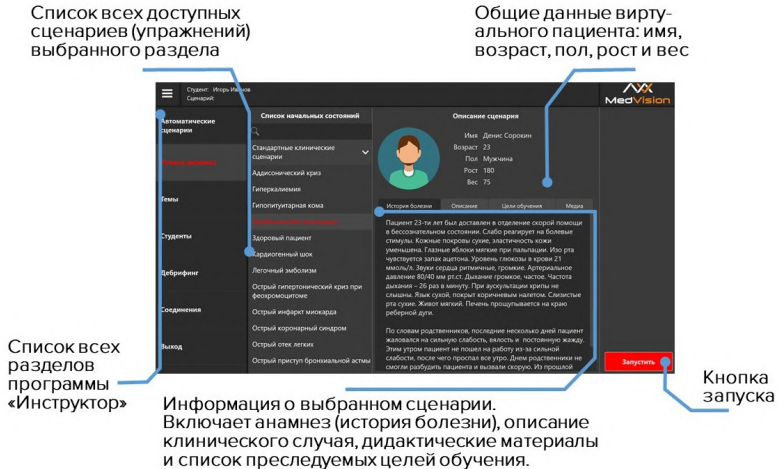 Список всех доступных
сценариев (упражнений)
выбранного раздела
Общие данные вирту-
ального пациента: имя,
возраст, пол, рост и вес
Студент: Игорь Иванов
Сценарий:
MedVision
Автоматические
сценарии
Темы
Студенты
Дебрифинг
Соединения
Выход
Список начальных состояний
Стандартные клинические
сценарии
Аддисонический криз
Гиперкалиемия
Гипопитуитарная кома
Здоровый пациент
Кардиогенный шок
Легочный эмболизм
Острый гипертонический криз при
феохромоцитоме
Острый инфаркт миокарда
Острый коронарный синдром
Острый отек легких
Острый приступ бронхиальной астмы
Описание сценария
Имя Денис Сорокин
Возраст 23
Пол Мужчина
Рост 180
Вес 75
История болезни Описание Цели обучения Медиа
Пациент 23-ти лет был доставлен в отделение скорой помощи
в бессознательном состоянии. Слабо реагирует на болевые
стимулы. Кожные покровы сухие, эластичность кожи
уменьшена. Глазные яблоки мягкие при пальпации. Изо рта
чувствуется запах ацетона. Уровень глюкозы в крови 21
ммоль/л. Звуки сердца ритмичные, громкие. Артериальное
давление 80/40 мм рт.ст. Дыхание громкое, частое. Частота
дыхания – 26 раз в минуту. При аускультации хрипы не
слышны. Язык сухой, покрыт коричневым налетом. Слизистые
рта сухие. Живот мягкий. Печень прощупывается на краю
реберной дуги.
По словам родственников, последние несколько дней пациент
жаловался на сильную слабость, вялость и постоянную жажду.
Этим утром пациент не пошел на работу из-за сильной
слабости, после чего проспал все утро. Днем родственники не
смогли разбудить пациента и вызвали скорую. Из прошлой
Запустить
Список всех
разделов
программы
«Инструктор»
Кнопка
запуска
Информация о выбранном сценарии.
Включает анамнез (история болезни), описание
клинического случая, дидактические материалы
и список преследуемых целей обучения.